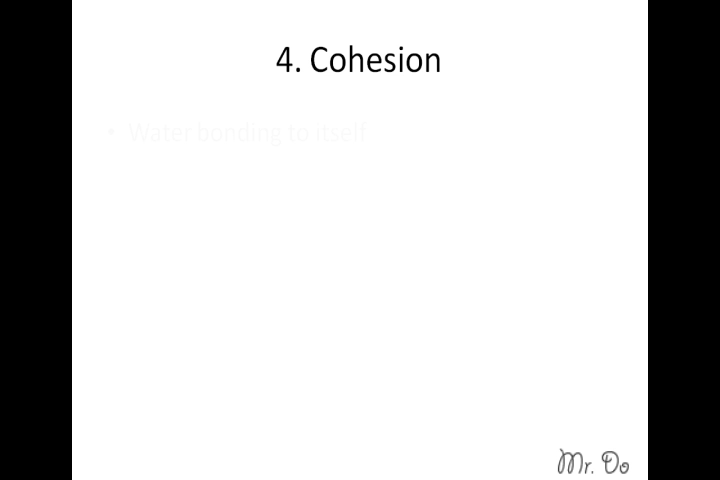 4. Cohesion
• Water bonding to itself
Mr. Do